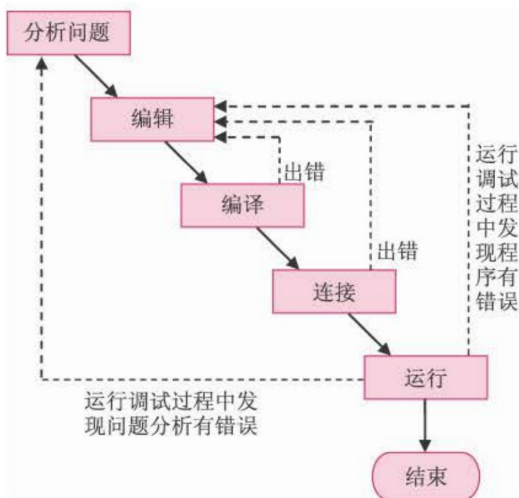 分析问题
编辑
出错
编译
出错
连接
运行
调试
过程
中发
现程
序有
错误
运行
运行调试过程中发
现问题分析有错误
结束